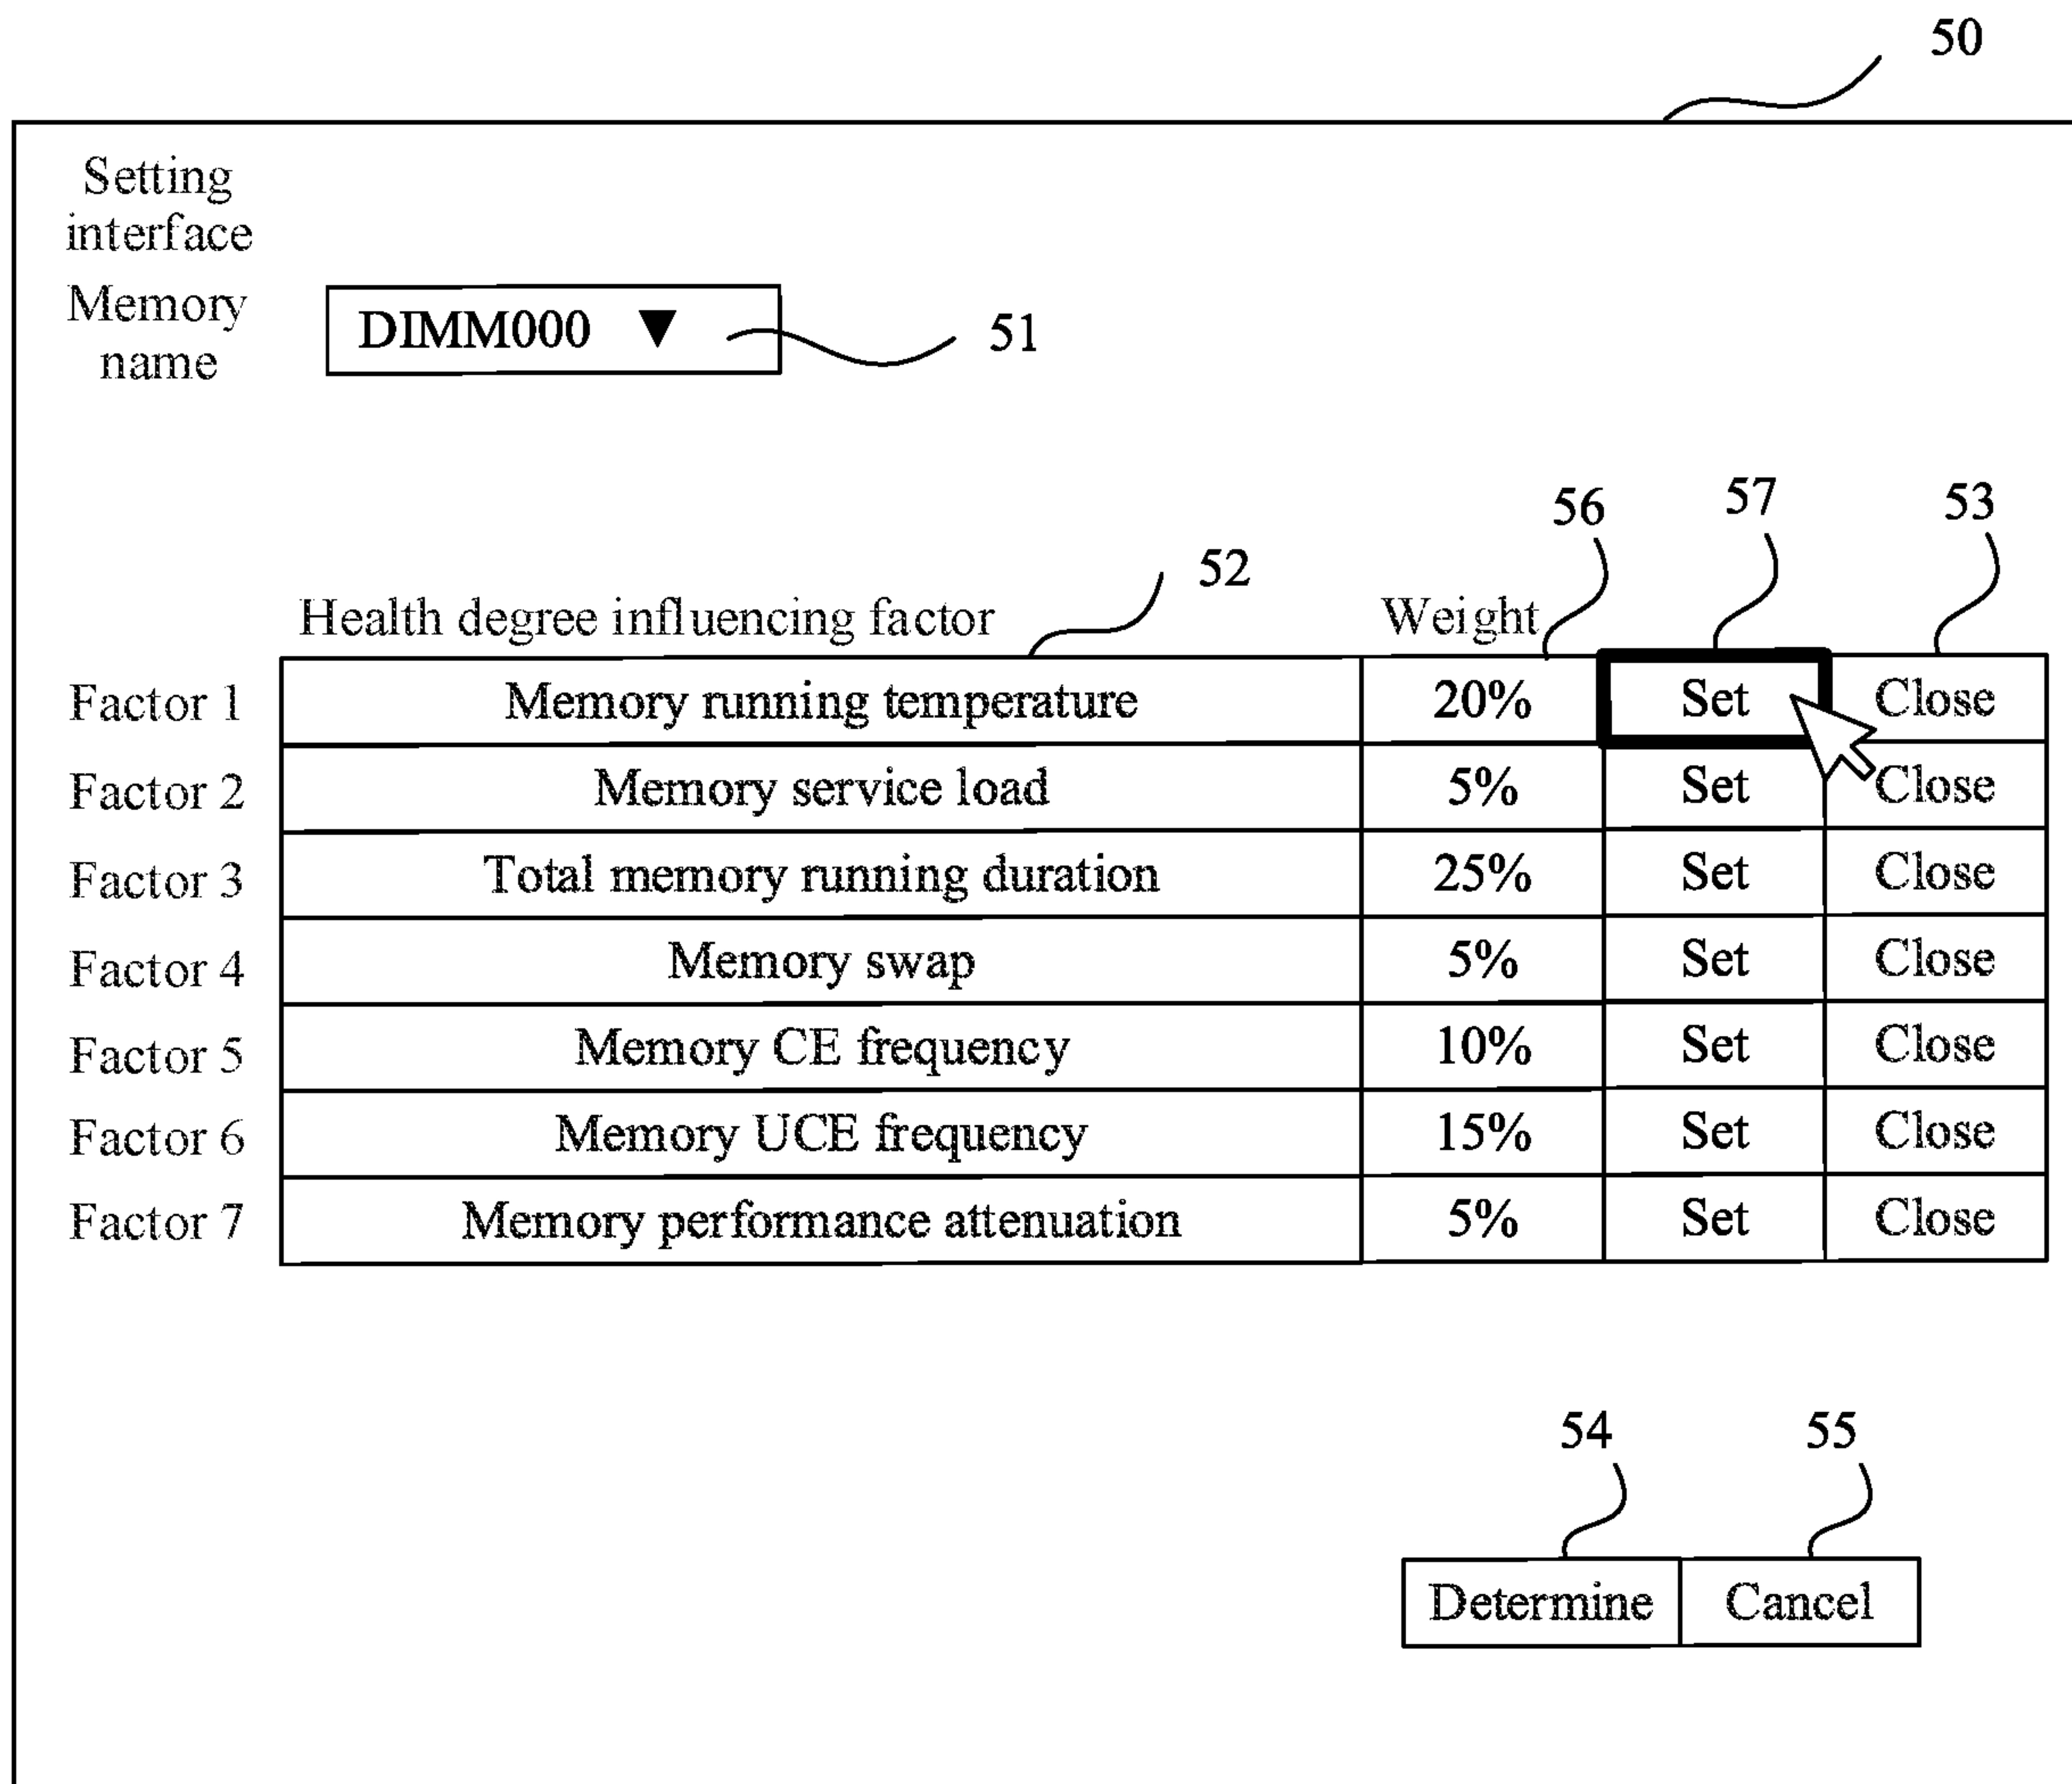 50
Setting
interface
Memory
name
DIMM000 ▼
51
56
57
53
52
Health degree influencing factor
Weight
Factor 1 Memory running temperature 20% Set Close
Factor 2 Memory service load 5% Set Close
Factor 3 Total memory running duration 25% Set Close
Factor 4 Memory swap 5% Set Close
Factor 5 Memory CE frequency 10% Set Close
Factor 6 Memory UCE frequency 15% Set Close
Factor 7 Memory performance attenuation 5% Set Close
54
55
Determine Cancel